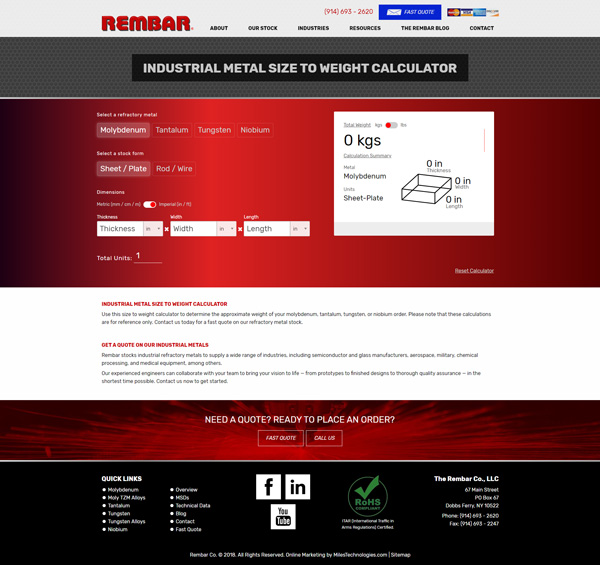 REMBAR®
(914) 693 - 2620
FAST QUOTE
ABOUT
OUR STOCK
INDUSTRIES
RESOURCES
THE REMBAR BLOG
CONTACT
INDUSTRIAL METAL SIZE TO WEIGHT CALCULATOR
Select a refractory metal
Molybdenum Tantalum Tungsten Niobium
Select a stock form
Sheet / Plate Rod / Wire
Dimensions
Metric (mm / cm / m) Imperial (in / ft)
Thickness Width Length
Thickness in × Width in × Length in
Total Units: 1
Total Weight: kgs lbs
0 kgs
Calculation Summary
Metal
Molybdenum
Units
Sheet-Plate
0 in
Thickness
0 in
Width
0 in
Length
Reset Calculator
INDUSTRIAL METAL SIZE TO WEIGHT CALCULATOR
Use this size to weight calculator to determine the approximate weight of your molybdenum, tantalum, tungsten, or niobium order. Please note that these calculations
are for reference only. Contact us today for a fast quote on our refractory metal stock.
GET A QUOTE ON OUR INDUSTRIAL METALS
Rembar stocks industrial refractory metals to supply a wide range of industries, including semiconductor and glass manufacturers, aerospace, military, chemical
processing, and medical equipment, among others.
Our experienced engineers can collaborate with your team to bring your vision to life — from prototypes to finished designs to thorough quality assurance — in the
shortest time possible. Contact us now to get started.
NEED A QUOTE? READY TO PLACE AN ORDER?
FAST QUOTE CALL US
QUICK LINKS
Molybdenum
Moly TZM Alloys
Tantalum
Tungsten
Tungsten Alloys
Niobium
Overview
MSDs
Technical Data
Blog
Contact
Fast Quote
f in
You
Tube
RoHS
COMPLIANT
ITAR (International Traffic in
Arms Regulations) Certified.
The Rembar Co., LLC
67 Main Street
PO Box 67
Dobbs Ferry, NY 10522
Phone: (914) 693 - 2620
Fax: (914) 693 - 2247
Rembar Co. © 2018. All Rights Reserved. Online Marketing by MilesTechnologies.com | Sitemap